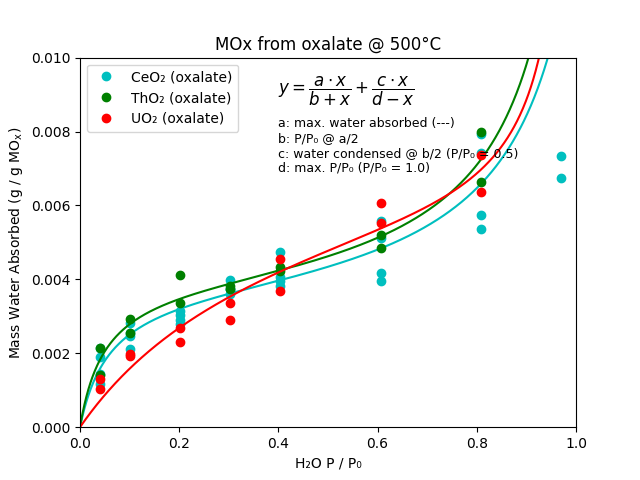 MOx from oxalate @ 500°C
CeO₂ (oxalate)
ThO₂ (oxalate)
UO₂ (oxalate)
y = a · x / b + x + c · x / d − x
a: max. water absorbed (---)
b: P/P₀ @ a/2
c: water condensed @ b/2 (P/P₀ = 0.5)
d: max. P/P₀ (P/P₀ = 1.0)
Mass Water Absorbed (g / g MOₓ)
0.010
0.008
0.006
0.004
0.002
0.000
0.0 0.2 0.4 0.6 0.8 1.0
H₂O P / P₀